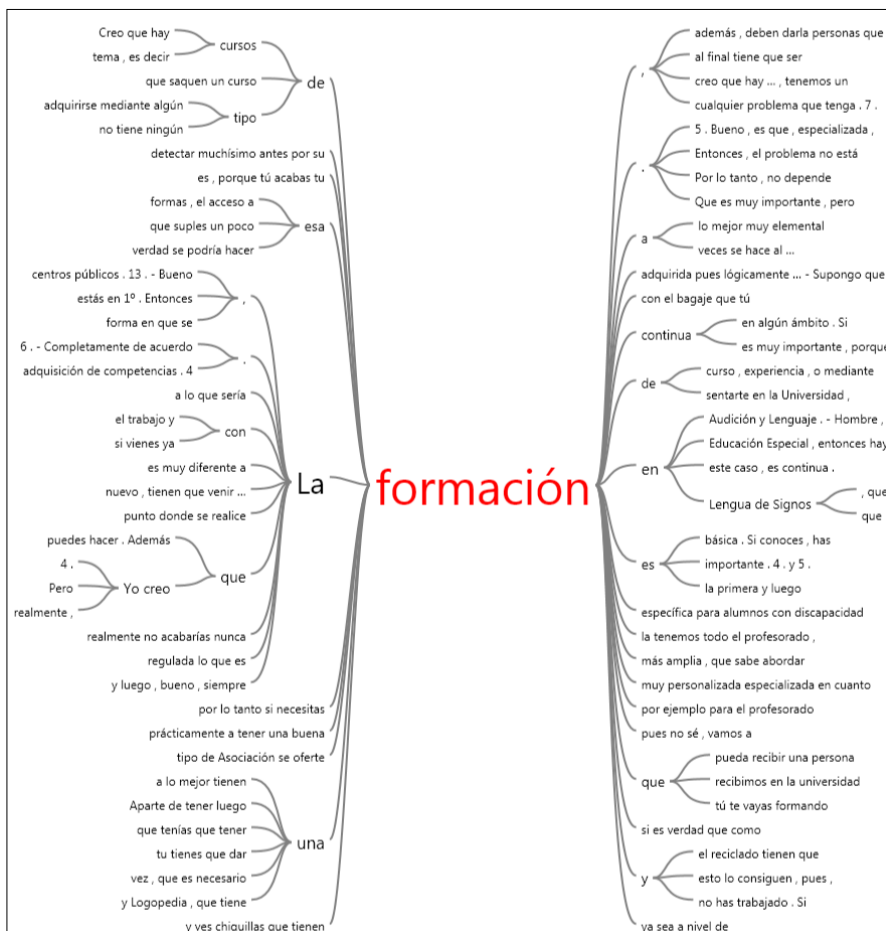 Creo que hay
tema , es decir
cursos
que saquen un curso
adquirirse mediante algún
no tiene ningún
tipo
de
detectar muchísimo antes por su
es , porque tú acabas tu
formas , el acceso a
que suples un poco
verdad se podría hacer
esa
centros públicos . 13 . - Bueno
estás en 1º . Entonces
forma en que se
,
6 . - Completamente de acuerdo
adquisición de competencias . 4
.
a lo que sería
el trabajo y
si vienes ya
con
es muy diferente a
nuevo , tienen que venir ...
punto donde se realice
puedes hacer . Además
4 .
Pero
realmente ,
Yo creo
que
realmente no acabarías nunca
regulada lo que es
y luego , bueno , siempre
La
por lo tanto si necesitas
prácticamente a tener una buena
tipo de Asociación se oferte
a lo mejor tienen
Aparte de tener luego
que tenías que tener
tu tienes que dar
vez , que es necesario
y Logopedia , que tiene
una
y ves chiquillas que tienen
formación
,
además , deben darla personas que
al final tiene que ser
creo que hay ... , tenemos un
cualquier problema que tenga . 7 .
.
5 . Bueno , es que , especializada ,
Entonces , el problema no está
Por lo tanto , no depende
Que es muy importante , pero
a
lo mejor muy elemental
veces se hace al ...
adquirida pues lógicamente ... - Supongo que
con el bagaje que tú
continua
en algún ámbito . Si
es muy importante , porque
de
curso , experiencia , o mediante
sentarte en la Universidad ,
en
Audición y Lenguaje . - Hombre ,
Educación Especial , entonces hay
este caso , es continua .
Lengua de Signos
, que
que
es
básica . Si conoces , has
importante . 4 . y 5 .
la primera y luego
específica para alumnos con discapacidad
la tenemos todo el profesorado ,
más amplia , que sabe abordar
muy personalizada especializada en cuanto
por ejemplo para el profesorado
pues no sé , vamos a
que
pueda recibir una persona
recibimos en la universidad
tú te vayas formando
si es verdad que como
y
el reciclado tienen que
esto lo consiguen , pues ,
no has trabajado . Si
ya sea a nivel de